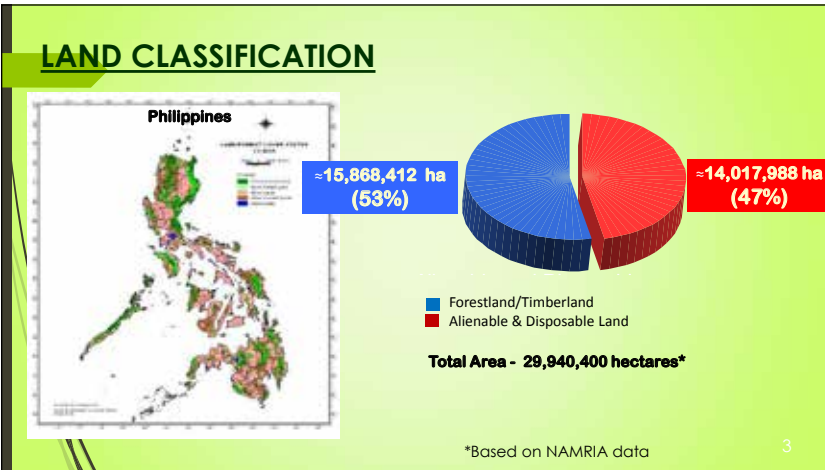 LAND CLASSIFICATION
Philippines
≈15,868,412 ha
(53%)
≈14,017,988 ha
(47%)
Forestland/Timberland
Alienable & Disposable Land
Total Area - 29,940,400 hectares*
*Based on NAMRIA data
3